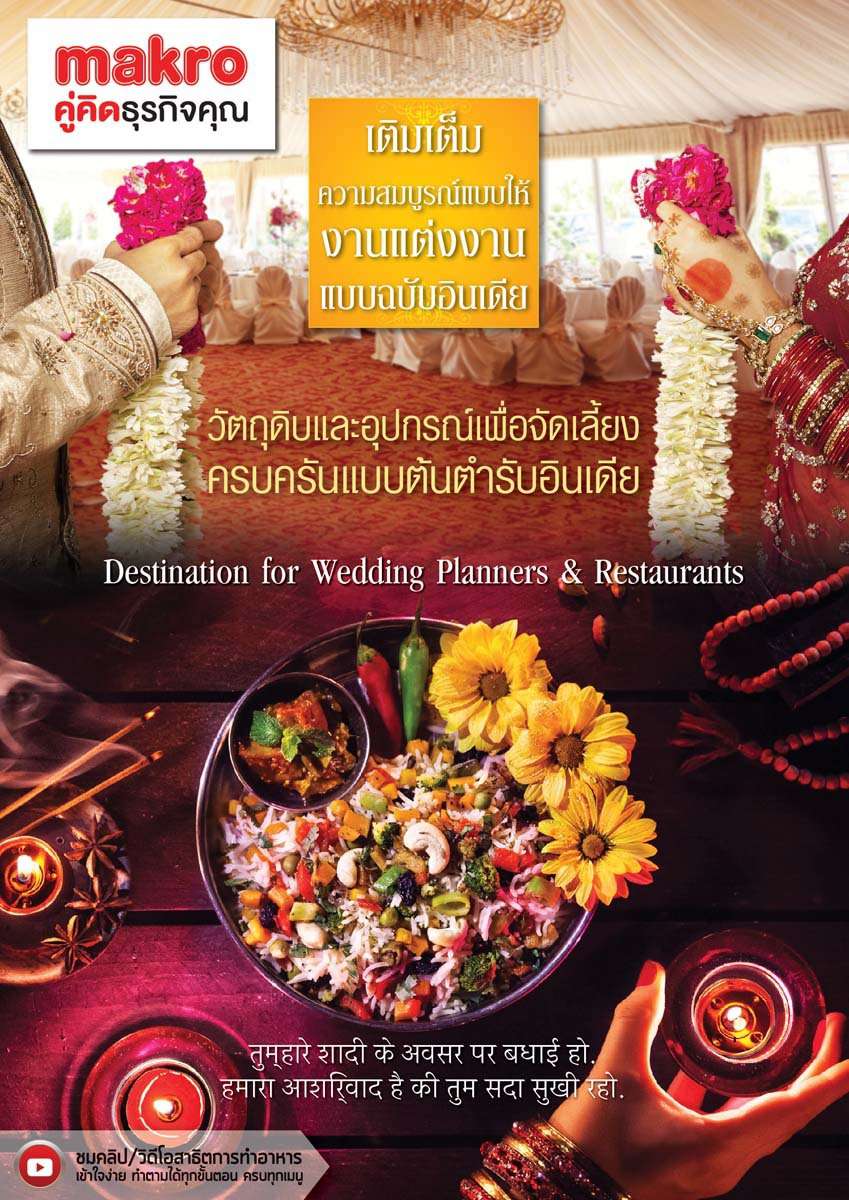 makro
คู่คิดธุรกิจคุณ
เติมเต็ม
ความสมบูรณ์แบบให้
งานแต่งงาน
แบบฉบับอินเดีย
วัตถุดิบและอุปกรณ์เพื่อจัดเลี้ยง
ครบครันแบบต้นตำรับอินเดีย
Destination for Wedding Planners & Restaurants
तुम्हारे शादी के अवसर पर बधाई हो.
हमारा आशर्िवाद है की तुम सदा सुखी रहो.
ชมคลิป/วิดีโอสาธิตการทำอาหาร
เข้าใจง่าย ทำตามได้ทุกขั้นตอน ครบทุกเมนู